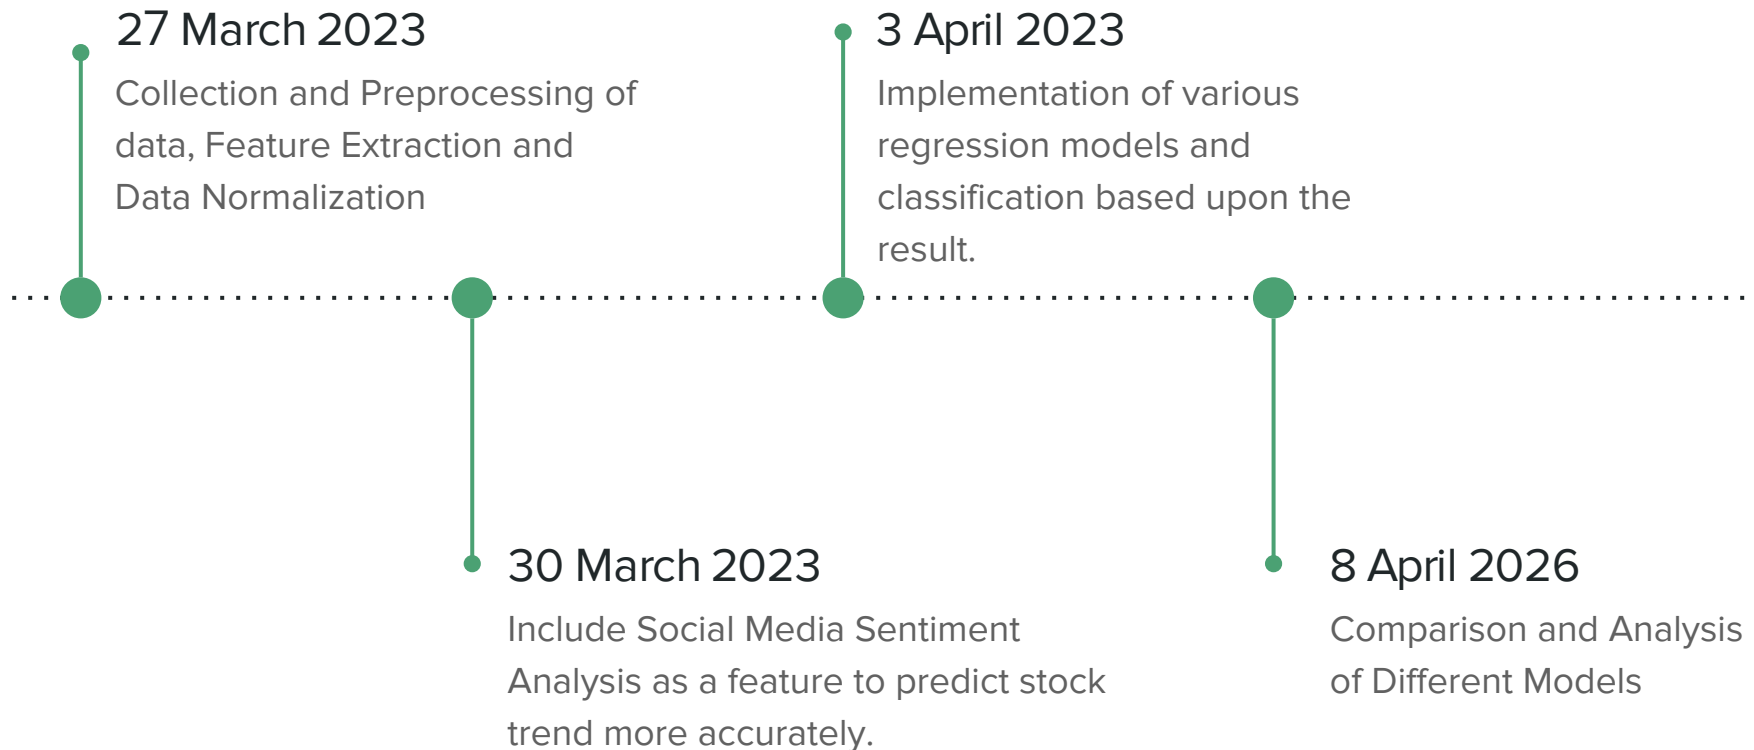 27 March 2023
Collection and Preprocessing of
data, Feature Extraction and
Data Normalization
3 April 2023
Implementation of various
regression models and
classification based upon the
result.
30 March 2023
Include Social Media Sentiment
Analysis as a feature to predict stock
trend more accurately.
8 April 2026
Comparison and Analysis
of Different Models